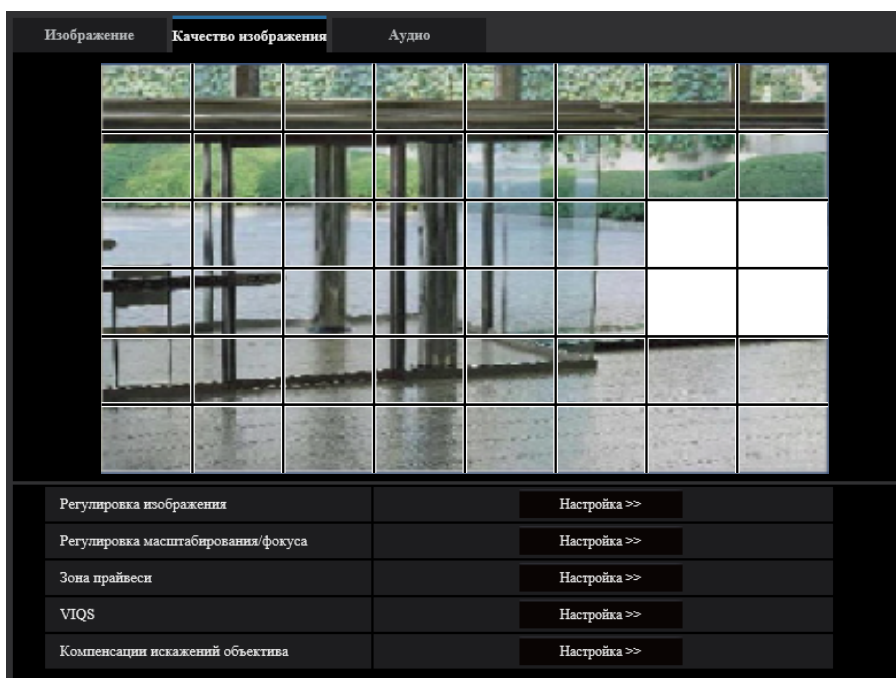 Изображение Качество изображения Аудио
Регулировка изображения Настройка >>
Регулировка масштабирования/фокуса Настройка >>
Зона прайвеси Настройка >>
VIQS Настройка >>
Компенсации искажений объектива Настройка >>